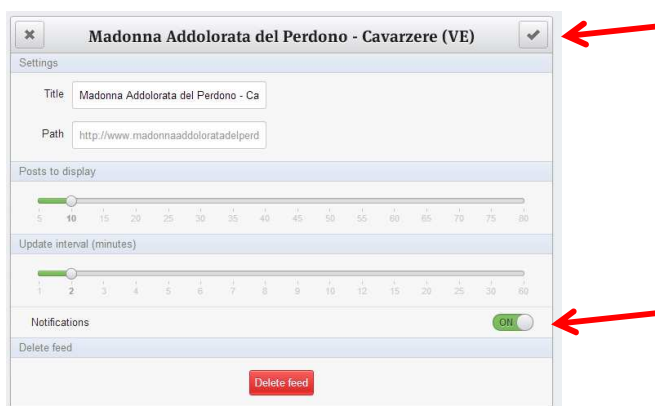 Madonna Addolorata del Perdono - Cavarzere (VE)
Settings
Title Madonna Addolorata del Perdono - Ca
Path http://www.madonnaaddoloratadelperd
Posts to display
5 10 15 20 25 30 35 40 45 50 55 60 65 70 75 80
Update interval (minutes)
1 2 3 4 5 6 7 8 9 10 12 15 20 25 30 60
Notifications ON
Delete feed
Delete feed